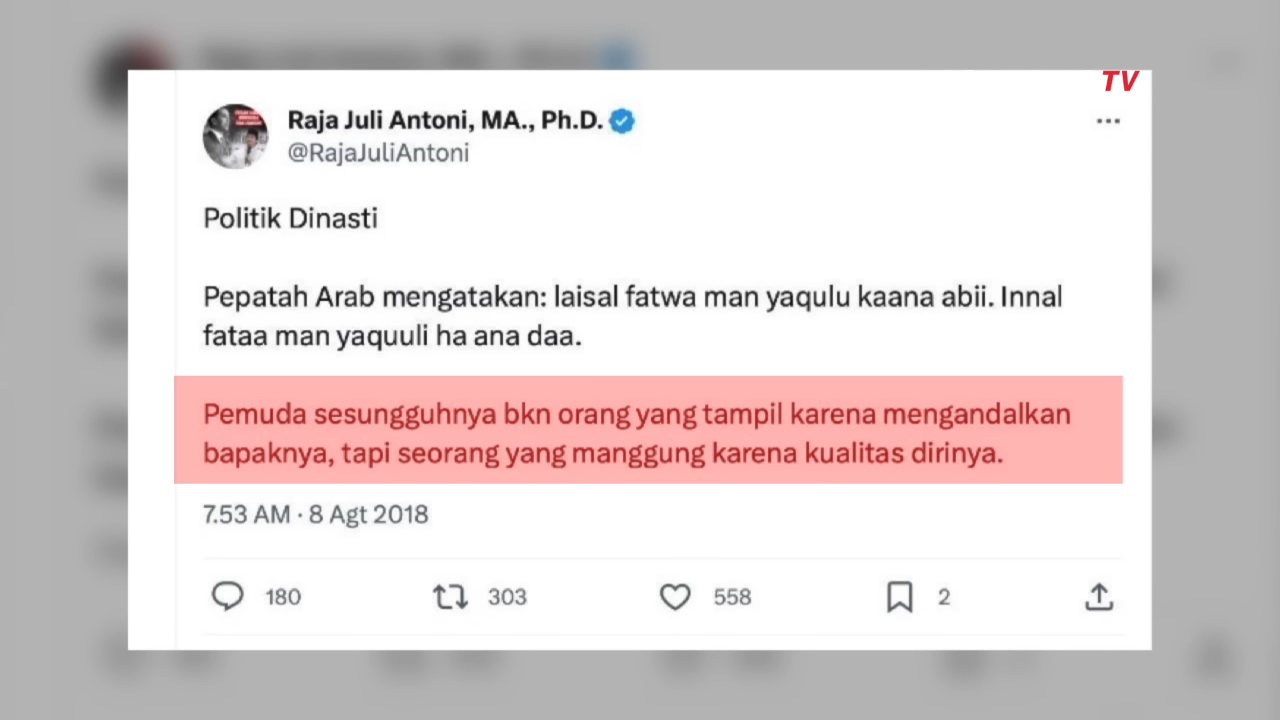 TV
Raja Juli Antoni, MA., Ph.D.
@RajaJuliAntoni
Politik Dinasti
Pepatah Arab mengatakan: laisal fatwa man yaqulu kaana abii. Innal
fataa man yaquuli ha ana daa.
Pemuda sesungguhnya bkn orang yang tampil karena mengandalkan
bapaknya, tapi seorang yang manggung karena kualitas dirinya.
7.53 AM · 8 Agt 2018
180 303 558 2